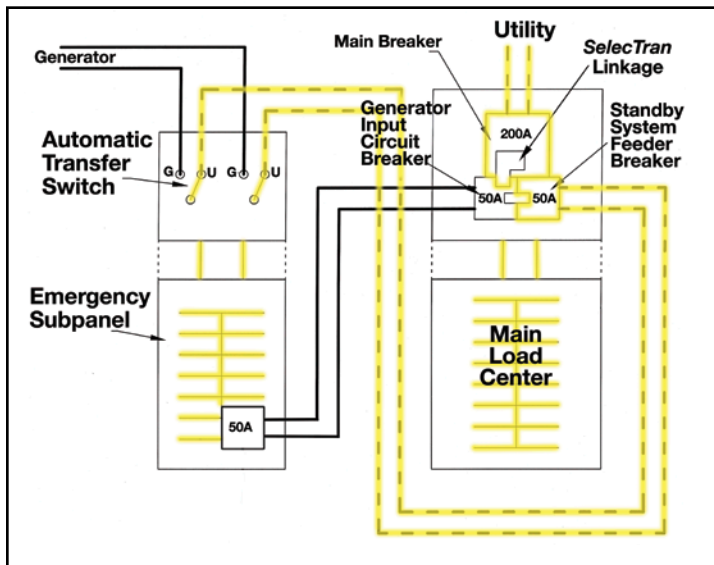 Utility
Main Breaker
SelecTran
Linkage
Generator
Automatic
Transfer
Switch
G
U
G
U
Generator
Input
Circuit
Breaker
200A
Standby
System
Feeder
Breaker
50A
50A
Emergency
Subpanel
50A
Main
Load
Center